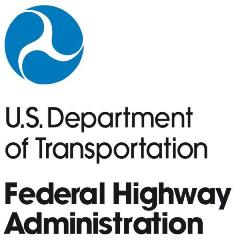 U.S. Department
of Transportation
Federal Highway
Administration